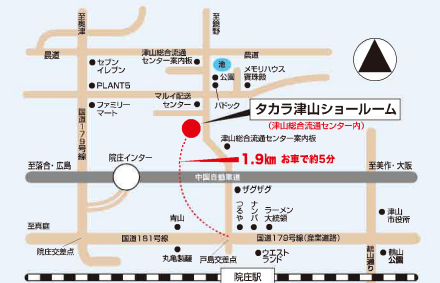 至奥津
至鏡野
農道
農道
セブン
イレブン
津山総合流通
センター案内板
池
公園
メモリハウス
寶珠殿
PLANT5
ファミリー
マート
マルイ配送
センター
パドック
タカラ津山ショールーム
(津山総合流通センター内)
国道179号線
津山総合流通センター案内板
院庄インター
1.9km お車で約5分
至落合・広島
至美作・大阪
中国自動車道
ザグザグ
つるや
ナンバ
ラーメン
大統領
青山
津山
市役所
至真庭
国道181号線
国道179号線(産業道路)
院庄交差点
丸亀製麺
戸島交差点
ウエスト
ランド
鶴山通り
鶴山
公園
院庄駅